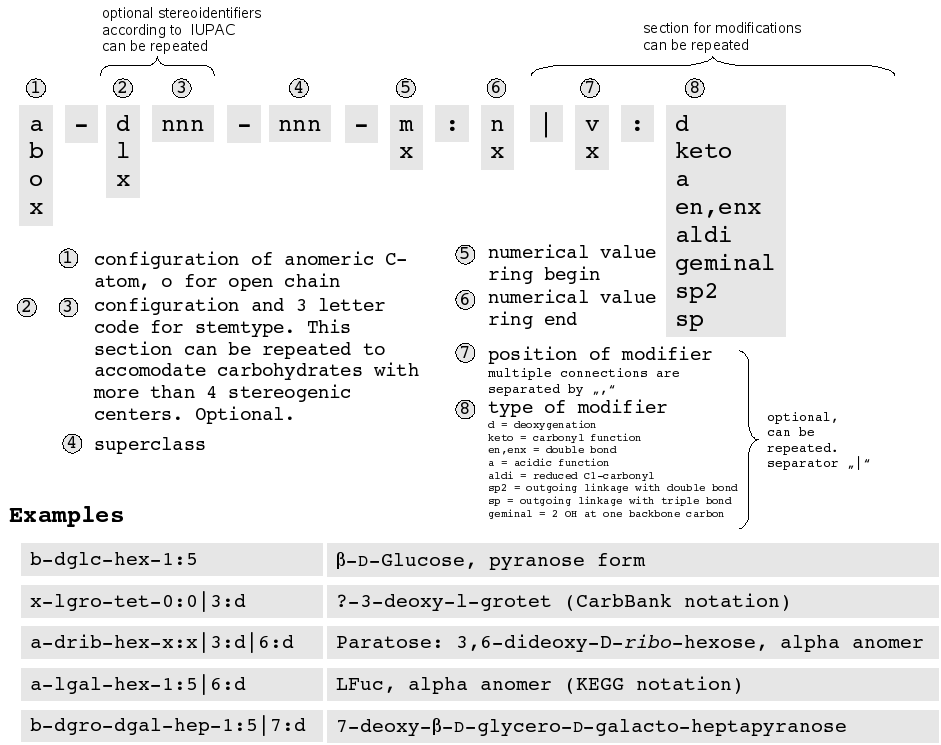 optional stereoidentifiers
according to IUPAC
can be repeated
section for modifications
can be repeated
1 2 3 4 5 6 7 8
a - d nnn - nnn - m : n | v : d
b l x x x keto
o x a
x en,enx
aldi
geminal
sp2
sp
1 configuration of anomeric C-
atom, o for open chain
2 3 configuration and 3 letter
code for stemtype. This
section can be repeated to
accomodate carbohydrates with
more than 4 stereogenic
centers. Optional.
4 superclass
5 numerical value
ring begin
6 numerical value
ring end
7 position of modifier
multiple connections are
separated by „,“
8 type of modifier
d = deoxygenation
keto = carbonyl function
en,enx = double bond
a = acidic function
aldi = reduced C1-carbonyl
sp2 = outgoing linkage with double bond
sp = outgoing linkage with triple bond
geminal = 2 OH at one backbone carbon
optional,
can be
repeated.
separator „|“
Examples
b-dglc-hex-1:5 β-D-Glucose, pyranose form
x-lgro-tet-0:0|3:d ?-3-deoxy-l-grotet (CarbBank notation)
a-drib-hex-x:x|3:d|6:d Paratose: 3,6-dideoxy-D-ribo-hexose, alpha anomer
a-lgal-hex-1:5|6:d LFuc, alpha anomer (KEGG notation)
b-dgro-dgal-hep-1:5|7:d 7-deoxy-β-D-glycero-D-galacto-heptapyranose